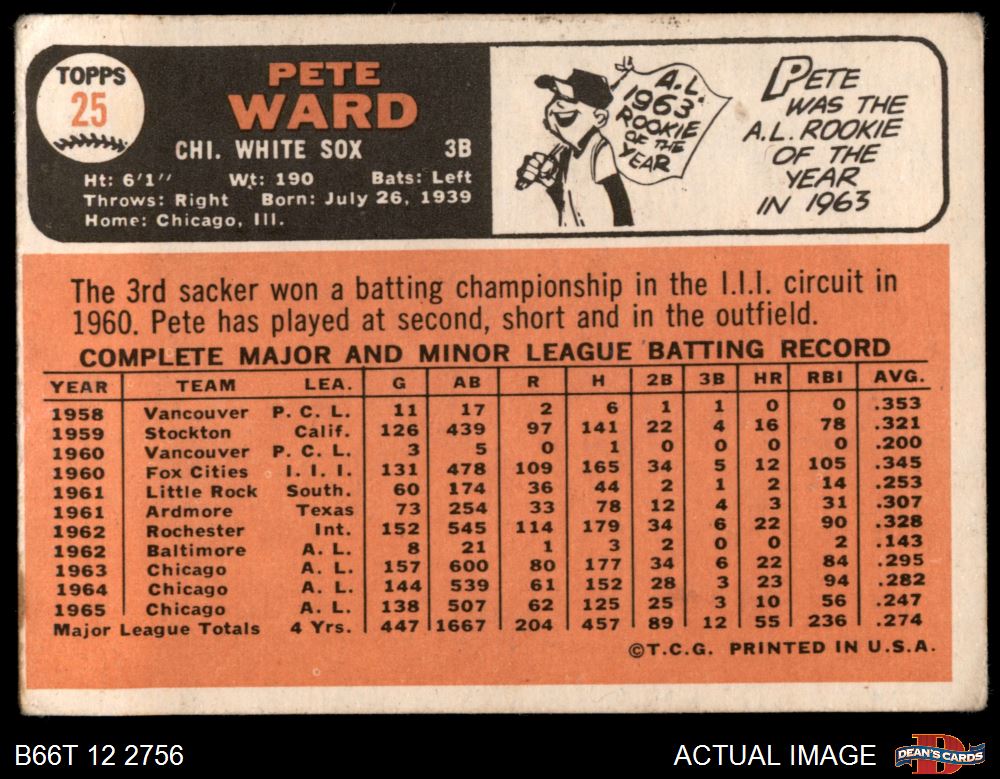 TOPPS
25
PETE
WARD
CHI. WHITE SOX 3B
Ht: 6'1" Wt: 190 Bats: Left
Throws: Right Born: July 26, 1939
Home: Chicago, Ill.
A.L.
1963
ROOKIE
OF THE
YEAR
PETE
WAS THE
A.L. ROOKIE
OF THE
YEAR
IN 1963
The 3rd sacker won a batting championship in the I.I.I. circuit in
1960. Pete has played at second, short and in the outfield.
COMPLETE MAJOR AND MINOR LEAGUE BATTING RECORD
YEAR TEAM LEA. G AB R H 2B 3B HR RBI AVG.
1958 Vancouver P. C. L. 11 17 2 6 1 1 0 0 .353
1959 Stockton Calif. 126 439 97 141 22 4 16 78 .321
1960 Vancouver P. C. L. 3 5 0 1 0 0 0 0 .200
1960 Fox Cities I. I. I. 131 478 109 165 34 5 12 105 .345
1961 Little Rock South. 60 174 36 44 2 1 2 14 .253
1961 Ardmore Texas 73 254 33 78 12 4 3 31 .307
1962 Rochester Int. 152 545 114 179 34 6 22 90 .328
1962 Baltimore A. L. 8 21 1 3 2 0 0 2 .143
1963 Chicago A. L. 157 600 80 177 34 6 22 84 .295
1964 Chicago A. L. 144 539 61 152 28 3 23 94 .282
1965 Chicago A. L. 138 507 62 125 25 3 10 56 .247
Major League Totals 4 Yrs. 447 1667 204 457 89 12 55 236 .274
©T.C.G. PRINTED IN U.S.A.
B66T 12 2756 ACTUAL IMAGE DEAN'S CARDS